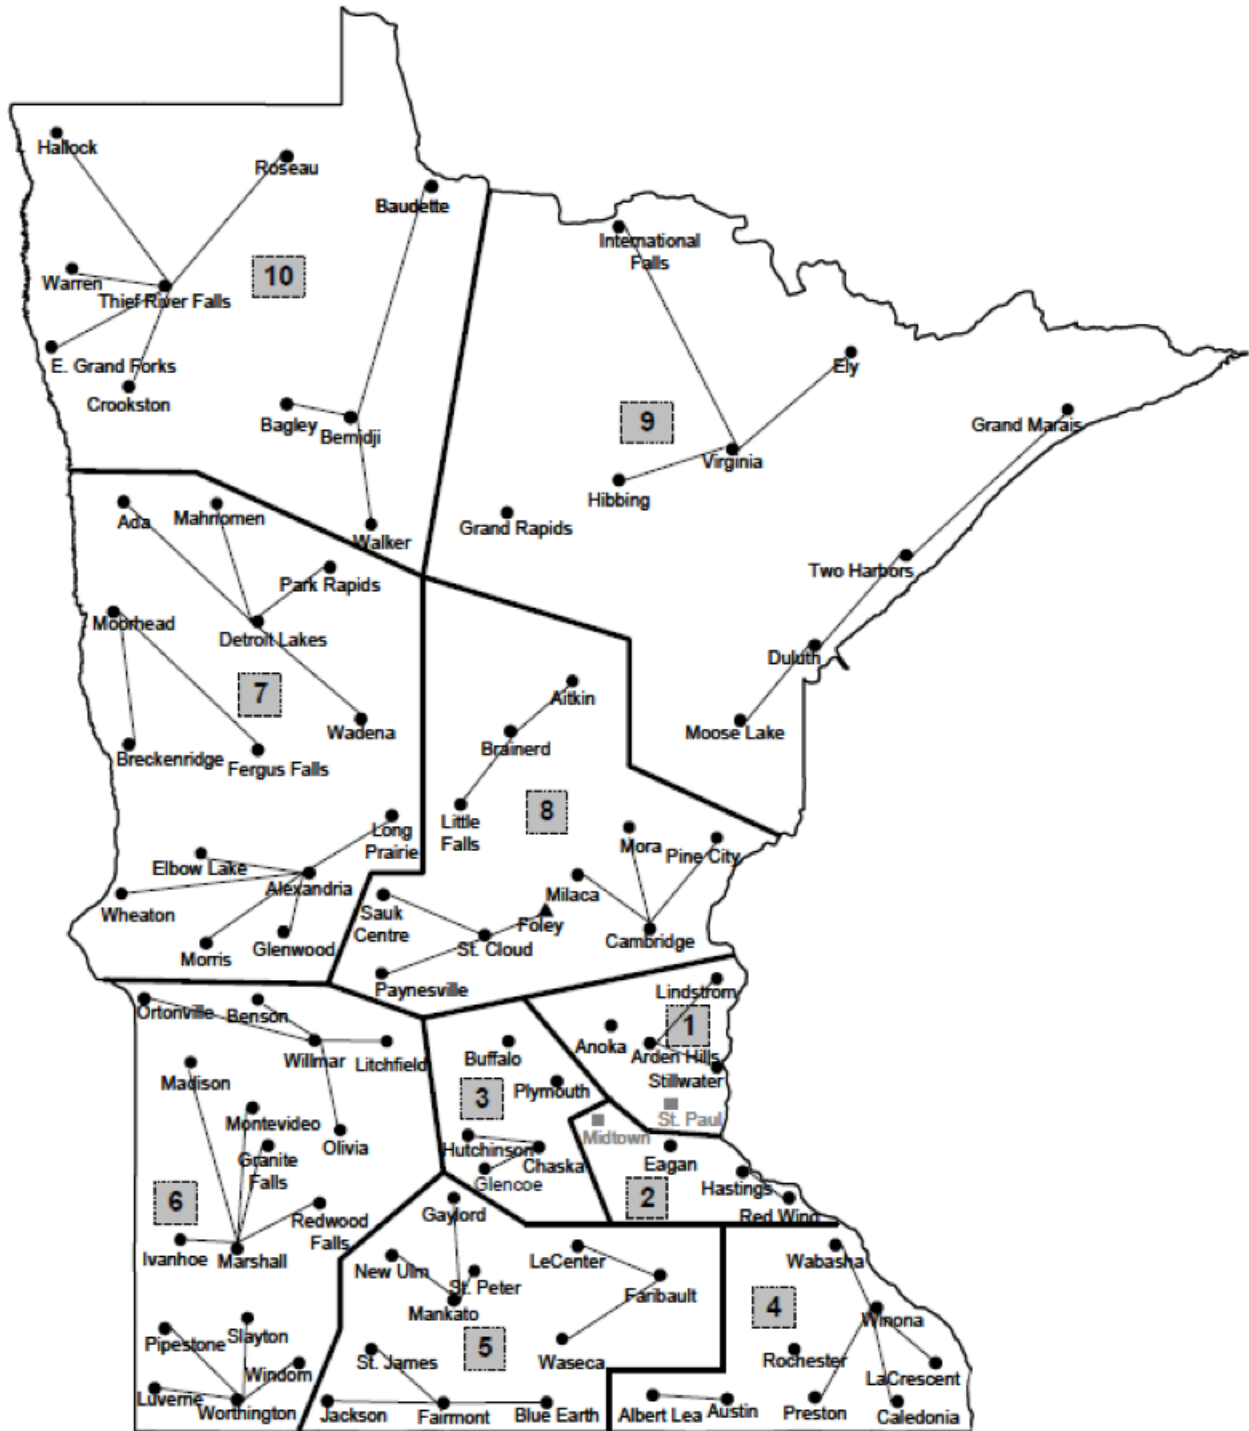 Hallock
Roseau
Baudette
Warren
Thief River Falls
10
E. Grand Forks
Crookston
Bagley
Bemidji
Walker
International
Falls
Ely
9
Grand Marais
Virginia
Hibbing
Grand Rapids
Two Harbors
Duluth
Moose Lake
Ada
Mahnomen
Park Rapids
Moorhead
Detroit Lakes
7
Wadena
Breckenridge
Fergus Falls
Long
Prairie
Elbow Lake
Alexandria
Wheaton
Morris
Glenwood
Aitkin
Brainerd
8
Little
Falls
Mora
Pine City
Milaca
Sauk
Centre
Foley
St. Cloud
Cambridge
Paynesville
Lindstrom
1
Anoka
Arden Hills
Stillwater
St. Paul
Ortonville
Benson
Willmar
Litchfield
Madison
Montevideo
Granite
Falls
Olivia
6
Redwood
Falls
Ivanhoe
Marshall
Slayton
Pipestone
Windom
Luverne
Worthington
Buffalo
Plymouth
3
Hutchinson
Chaska
Glencoe
Midtown
Eagan
Hastings
2
Red Wing
Gaylord
LeCenter
New Ulm
St. Peter
Faribault
Mankato
5
Waseca
St. James
Jackson
Fairmont
Blue Earth
Wabasha
4
Winona
Rochester
LaCrescent
Albert Lea
Austin
Preston
Caledonia